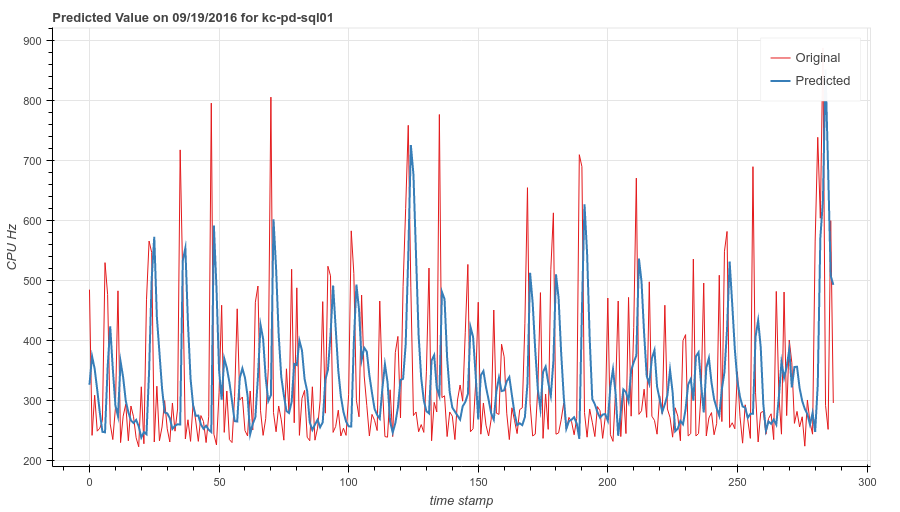 Predicted Value on 09/19/2016 for kc-pd-sql01
900
800
700
600
500
400
300
200
CPU Hz
Original
Predicted
0 50 100 150 200 250 300
time stamp